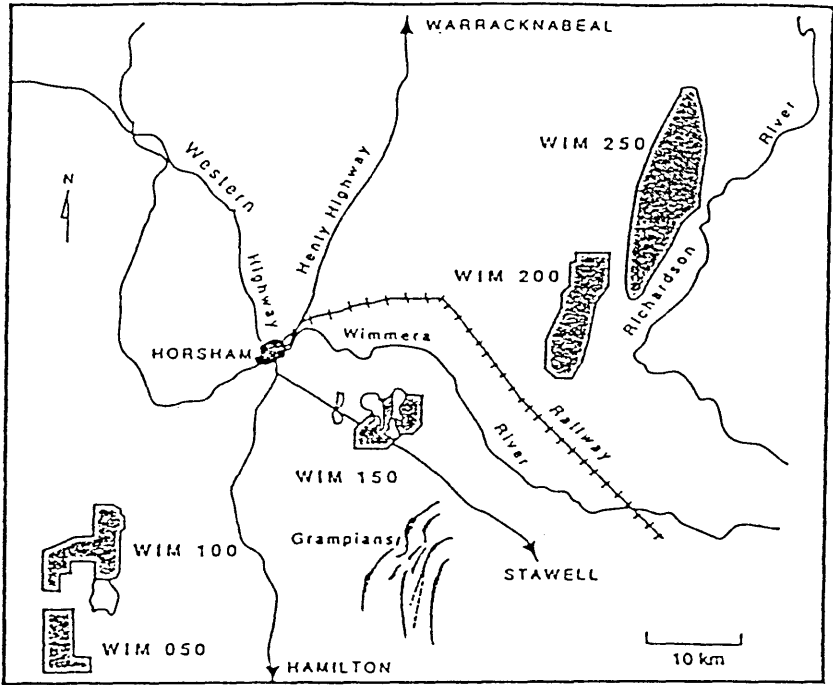 WARRACKNABEAL
WIM 250
River
Western
Highway
Henly Highway
N
WIM 200
Richardson
HORSHAM
Wimmera
River
Railway
WIM 150
Grampians
STAWELL
WIM 100
WIM 050
HAMILTON
10 km